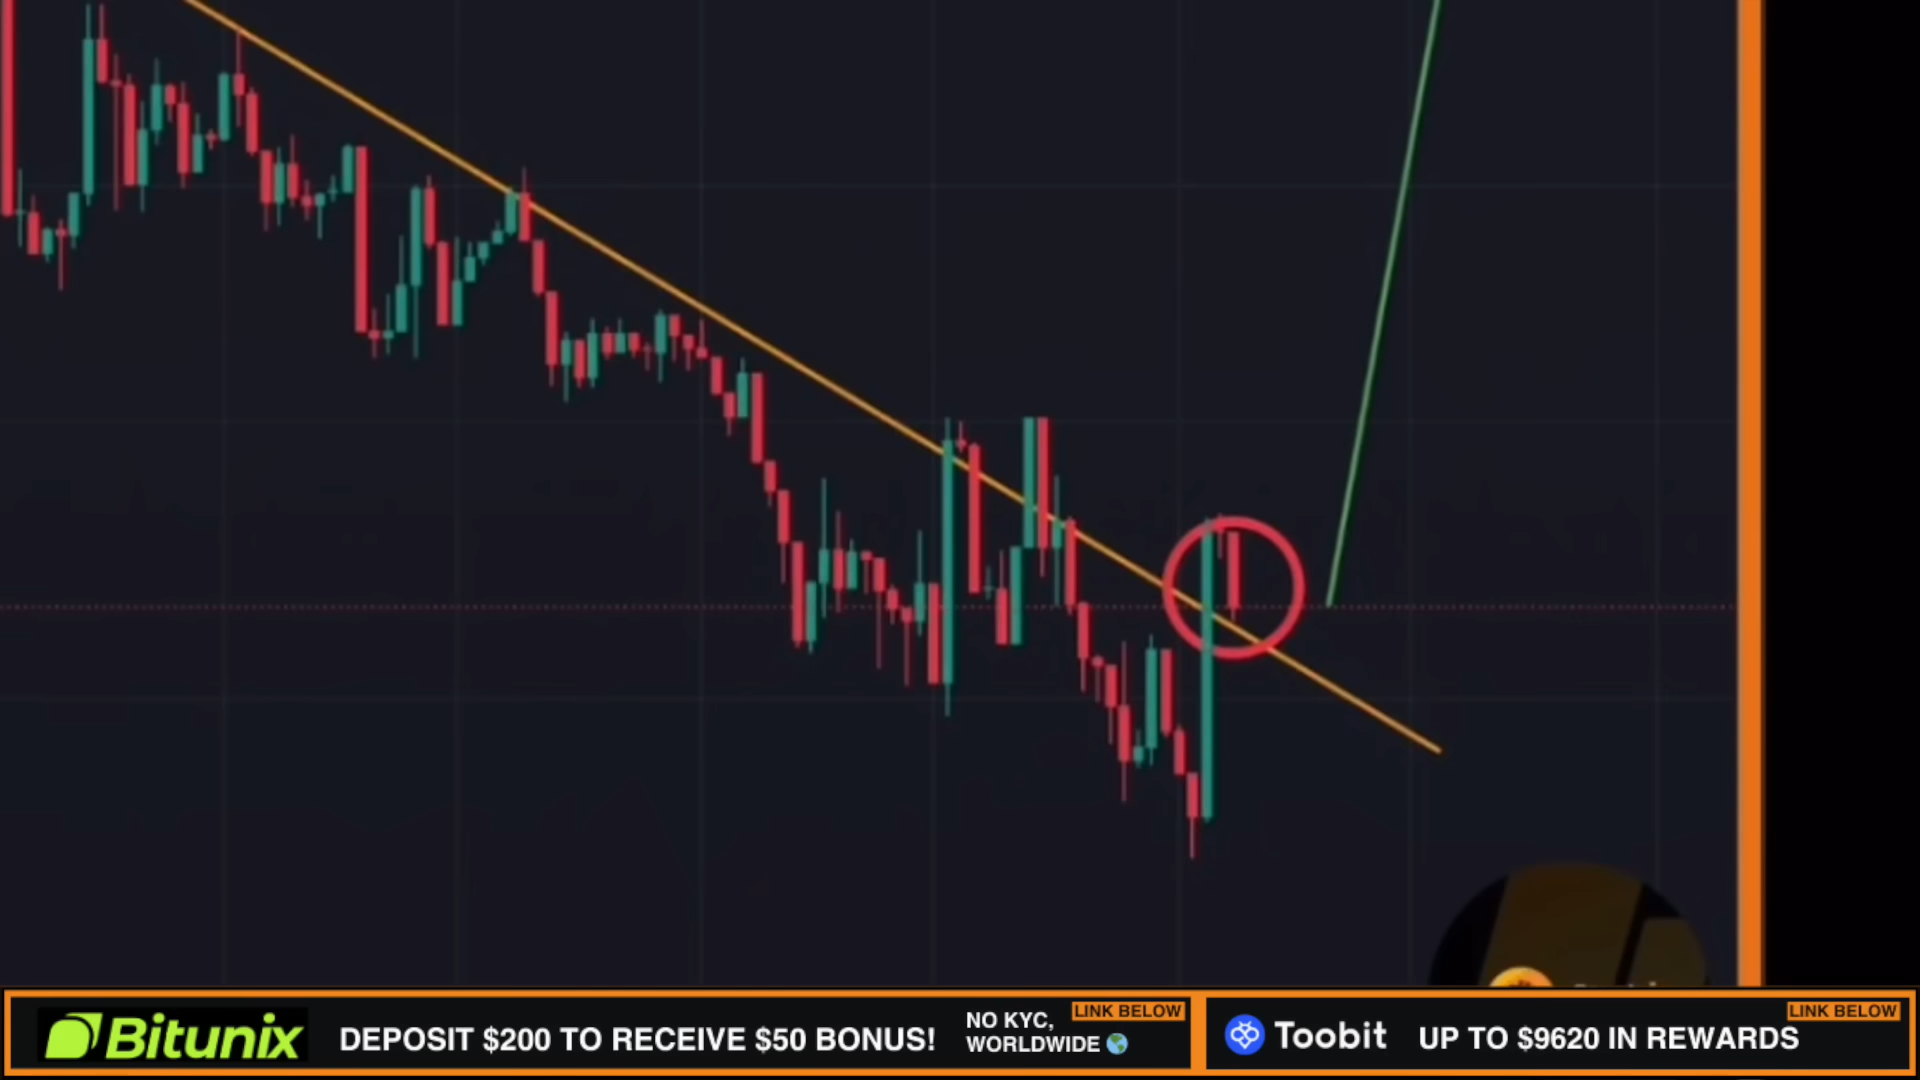 Bitunix
DEPOSIT $200 TO RECEIVE $50 BONUS!
NO KYC,
WORLDWIDE
LINK BELOW
Toobit
UP TO $9620 IN REWARDS
LINK BELOW